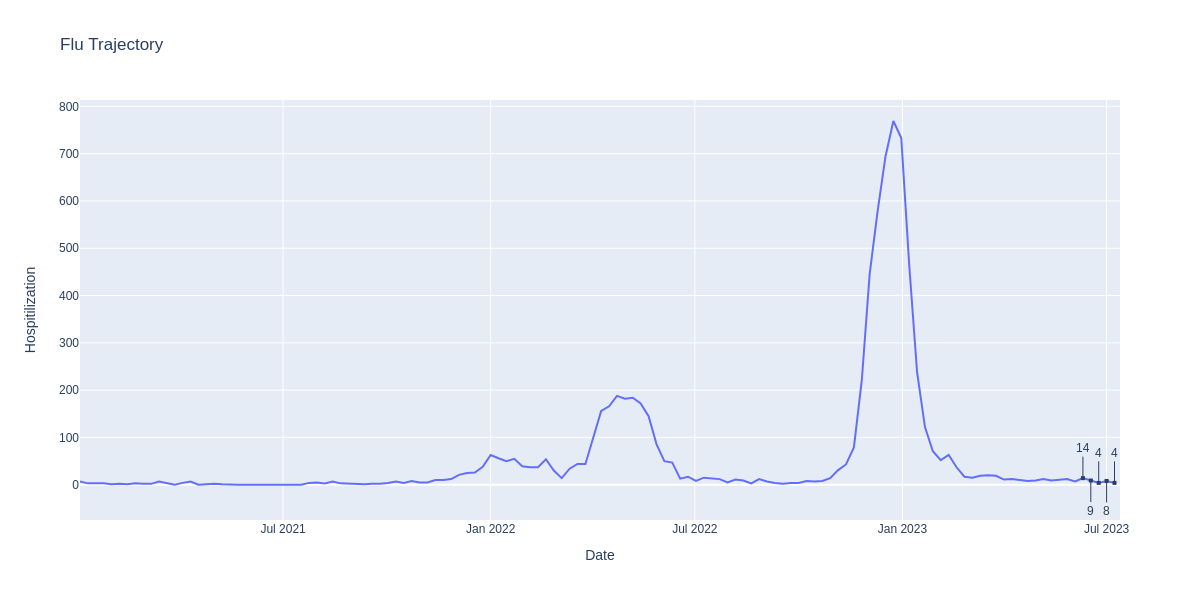 Flu Trajectory
800
700
600
500
400
300
200
100
0
Hospitilization
14
4
4
9
8
Jul 2021
Jan 2022
Jul 2022
Jan 2023
Jul 2023
Date